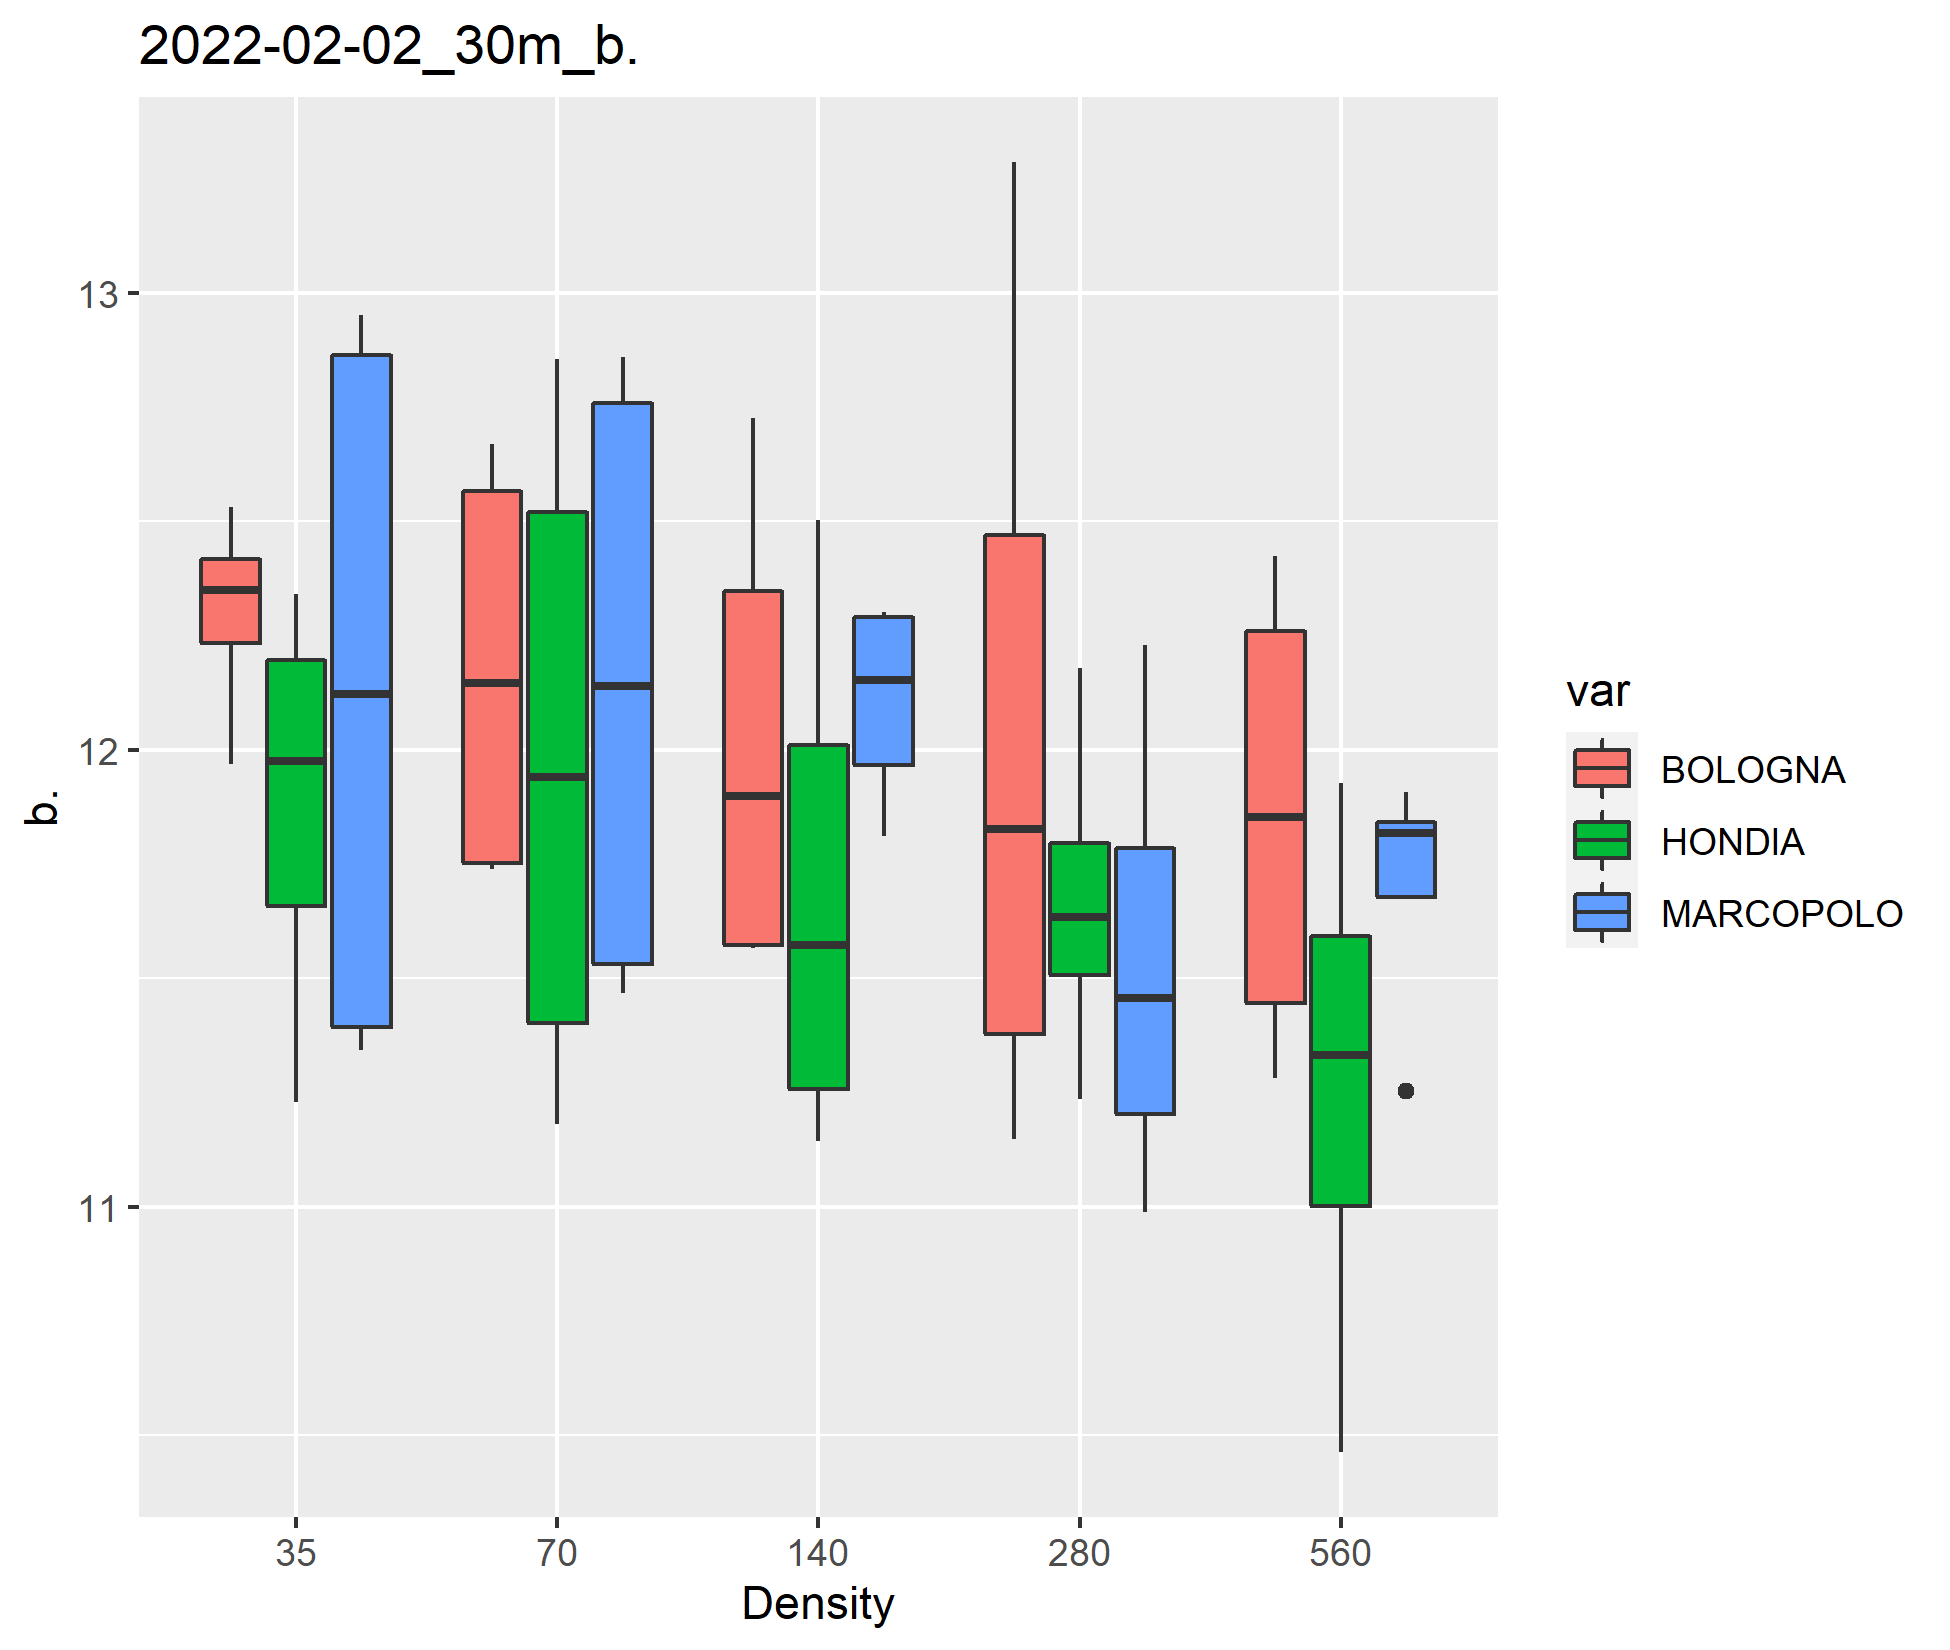 2022-02-02_30m_b.
13
12
11
b.
35 70 140 280 560
Density
var
BOLOGNA
HONDIA
MARCOPOLO